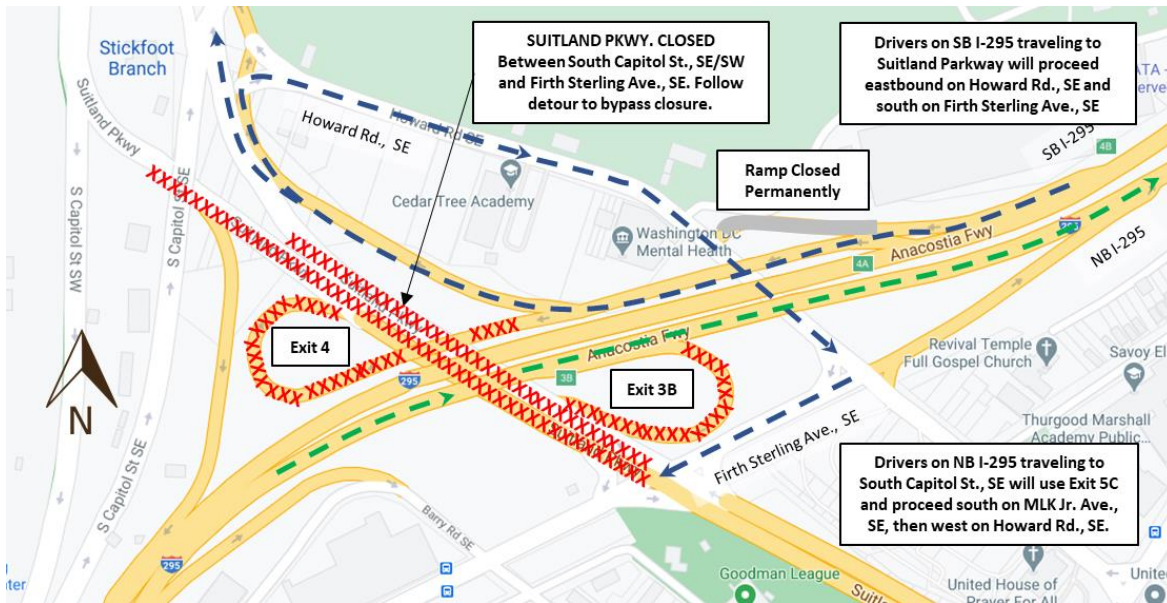 SUITLAND PKWY. CLOSED
Between South Capitol St., SE/SW
and Firth Sterling Ave., SE. Follow
detour to bypass closure.
Drivers on SB I-295 traveling to
Suitland Parkway will proceed
eastbound on Howard Rd., SE and
south on Firth Sterling Ave., SE
Stickfoot
Branch
Suitland Pkwy
Howard Rd SE
Howard Rd., SE
SB I-295
4B
Ramp Closed
Permanently
S Capitol St SE
S Capitol St SW
Cedar Tree Academy
Washington DC
Mental Health
Anacostia Fwy
4A
NB I-295
Exit 4
Anacostia Fwy
295
3B
Exit 3B
Revival Temple
Full Gospel Church
Savoy El
N
Thurgood Marshall
Academy Public...
Firth Sterling Ave., SE
S Capitol St SE
Drivers on NB I-295 traveling to
South Capitol St., SE will use Exit 5C
and proceed south on MLK Jr. Ave.,
SE, then west on Howard Rd., SE.
Barry Rd SE
295
Goodman League
Suitl
United House of
Prayer For All
United